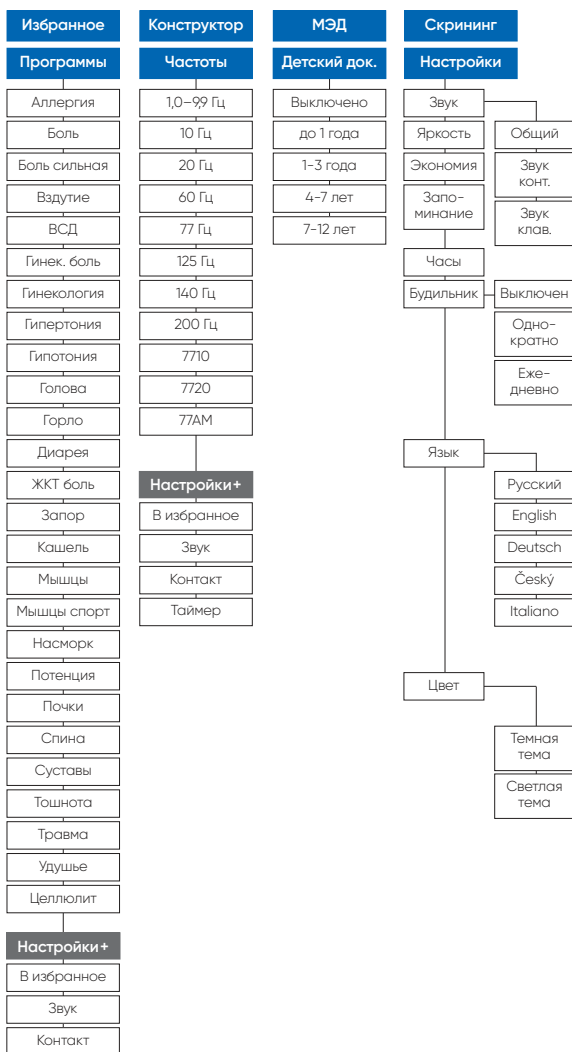 Избранное
Программы
Аллергия
Боль
Боль сильная
Вздутие
ВСД
Гинек. боль
Гинекология
Гипертония
Гипотония
Голова
Горло
Диарея
ЖКТ боль
Запор
Кашель
Мышцы
Мышцы спорт
Насморк
Потенция
Почки
Спина
Суставы
Тошнота
Травма
Удушье
Целлюлит
Настройки+
В избранное
Звук
Контакт
Конструктор
Частоты
1,0–9,9 Гц
10 Гц
20 Гц
60 Гц
77 Гц
125 Гц
140 Гц
200 Гц
7710
7720
77АМ
Настройки+
В избранное
Звук
Контакт
Таймер
МЭД
Детский док.
Выключено
до 1 года
1-3 года
4-7 лет
7-12 лет
Скрининг
Настройки
Звук
Яркость
Экономия
Запо-
минание
Часы
Будильник
Язык
Цвет
Общий
Звук
конт.
Звук
клав.
Выключен
Одно-
кратно
Еже-
дневно
Русский
English
Deutsch
Český
Italiano
Темная
тема
Светлая
тема